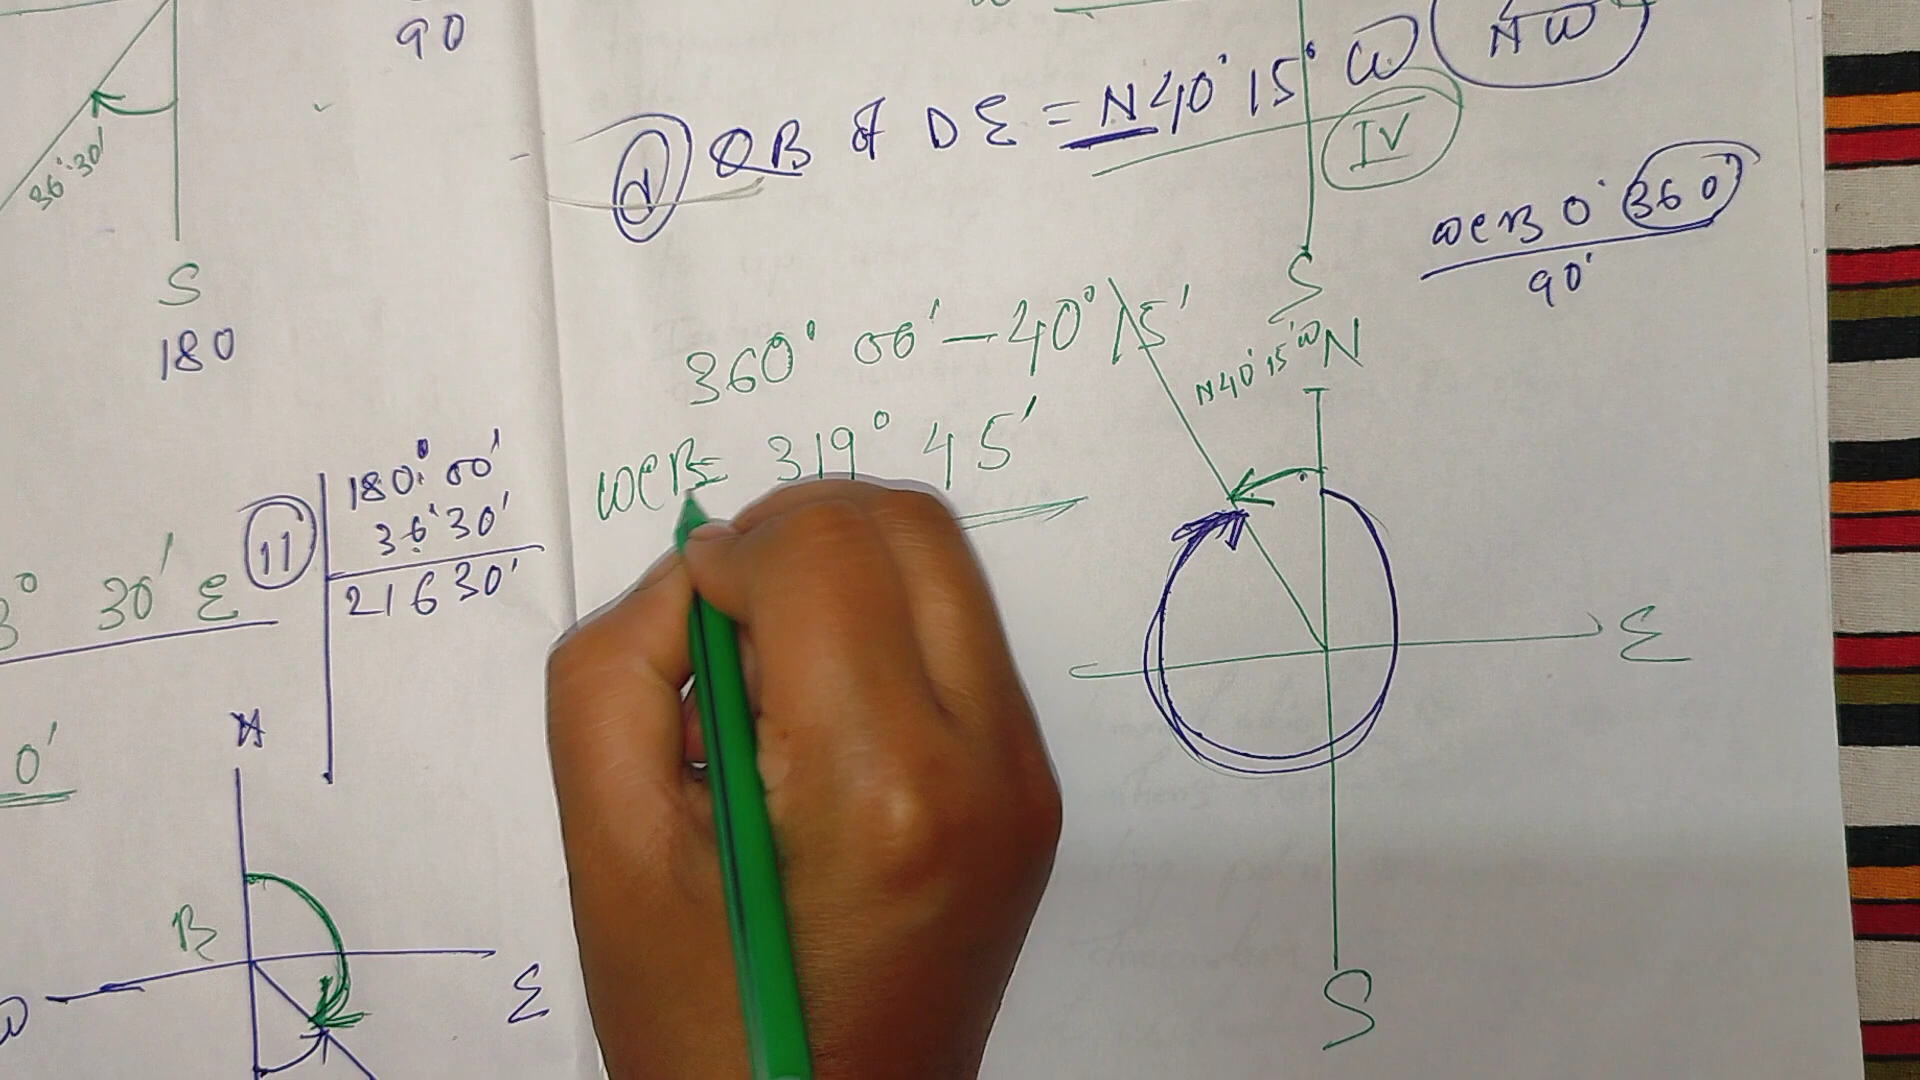 90
36°30'
S
180
3° 30' E
11
180° 00'
36°30'
216 30'
0'
N
B
E
W
NW
d QB of DE = N40°15° W
IV
WCB 0° 360°
90°
S
360° 00' - 40° 15'
N40°15'W
N
WCB= 319° 45'
E
S